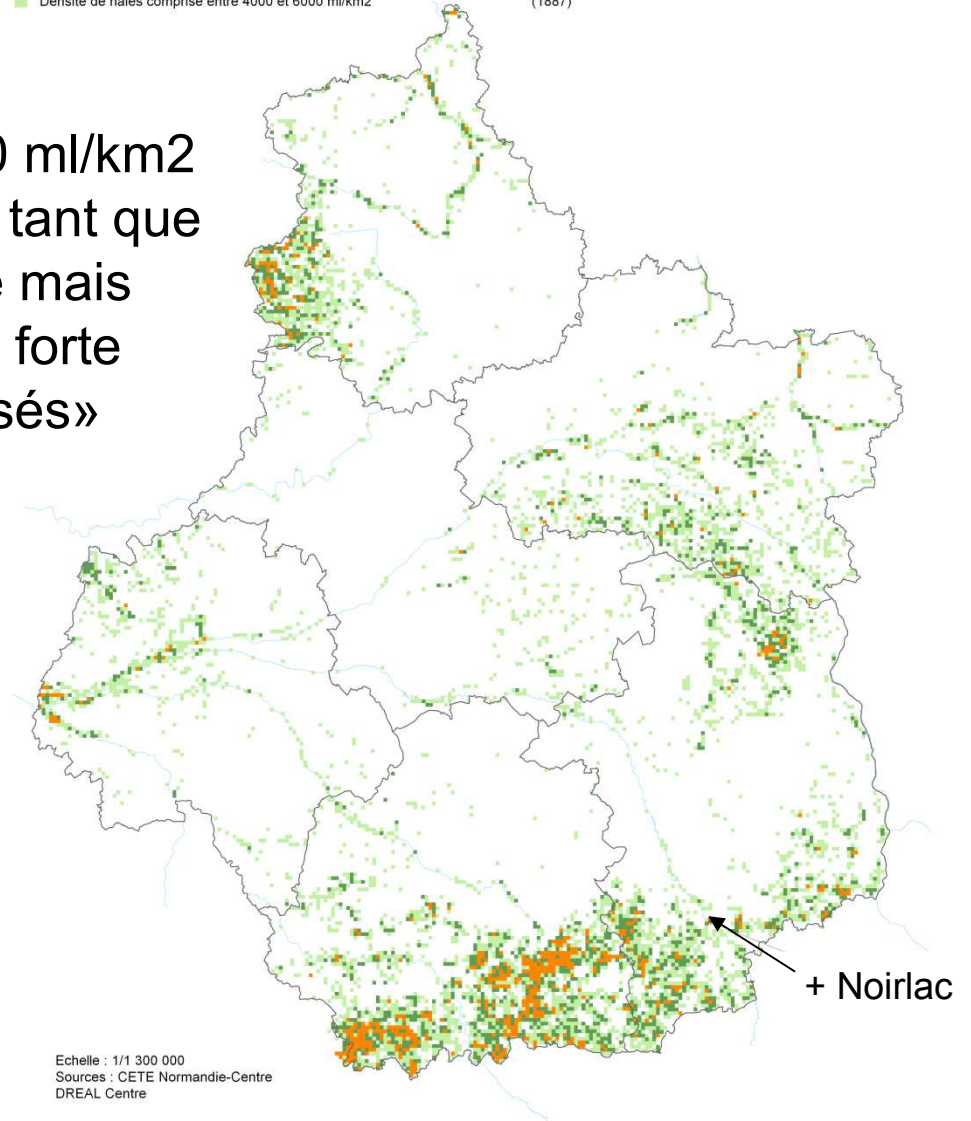 Densité de haies comprise entre 4000 et 6000 ml/km2
(1887)
0 ml/km2
tant que
e mais
forte
sés»
+ Noirlac
Echelle : 1/1 300 000
Sources : CETE Normandie-Centre
DREAL Centre